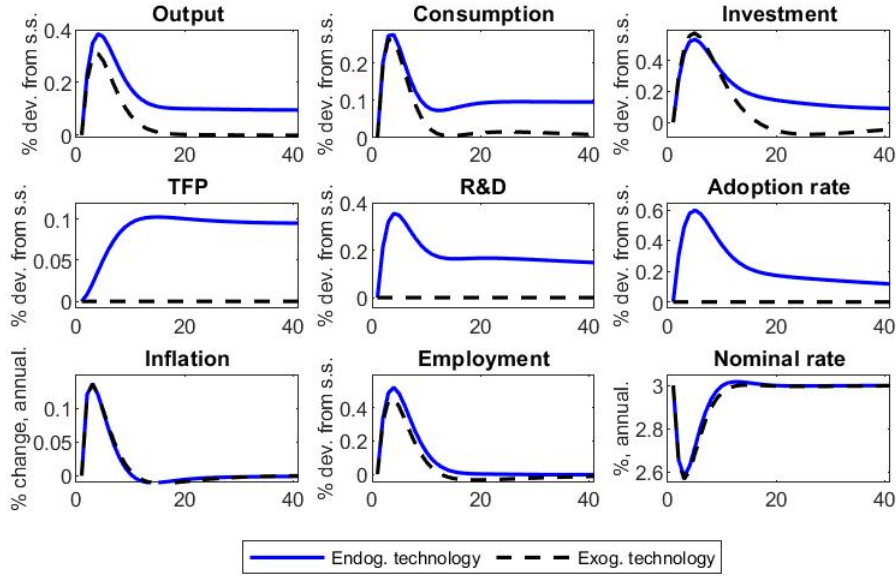 Output
% dev. from s.s.
0.4
0.2
0
0
20
40
Consumption
% dev. from s.s.
0.2
0.1
0
0
20
40
Investment
% dev. from s.s.
0.4
0.2
0
0
20
40
TFP
% dev. from s.s.
0.1
0.05
0
0
20
40
R&D
% dev. from s.s.
0.4
0.2
0
0
20
40
Adoption rate
% dev. from s.s.
0.6
0.4
0.2
0
0
20
40
Inflation
% change, annual.
0.1
0.05
0
0
20
40
Employment
% dev. from s.s.
0.4
0.2
0
0
20
40
Nominal rate
%, annual.
3
2.8
2.6
0
20
40
Endog. technology
Exog. technology